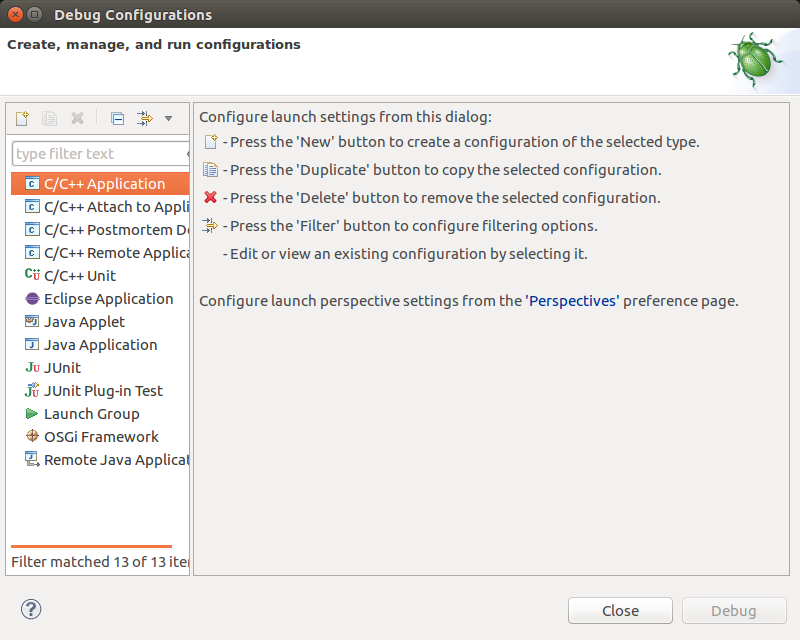 Debug Configurations
Create, manage, and run configurations
type filter text
C/C++ Application
C/C++ Attach to Appli
C/C++ Postmortem De
C/C++ Remote Applica
C/C++ Unit
Eclipse Application
Java Applet
Java Application
JUnit
JUnit Plug-in Test
Launch Group
OSGi Framework
Remote Java Applicat
Filter matched 13 of 13 iter
Configure launch settings from this dialog:
- Press the 'New' button to create a configuration of the selected type.
- Press the 'Duplicate' button to copy the selected configuration.
- Press the 'Delete' button to remove the selected configuration.
- Press the 'Filter' button to configure filtering options.
- Edit or view an existing configuration by selecting it.
Configure launch perspective settings from the 'Perspectives' preference page.
Close
Debug